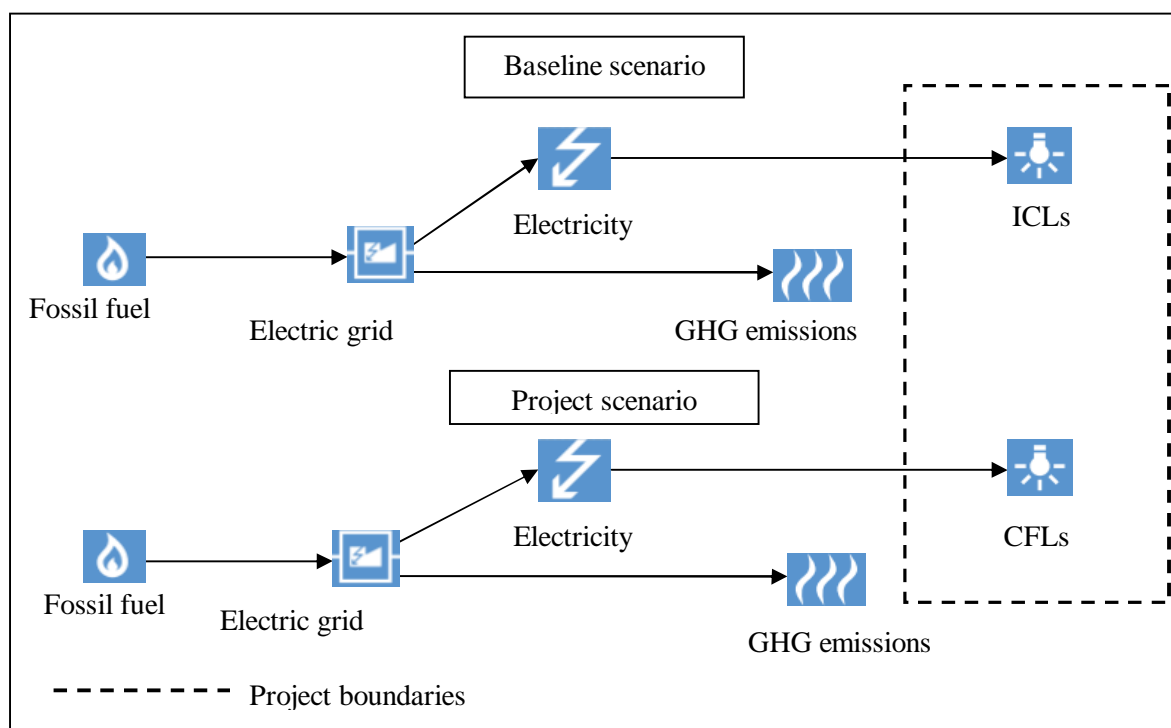 Baseline scenario
Electricity
ICLs
Fossil fuel
Electric grid
GHG emissions
Project scenario
Electricity
CFLs
Fossil fuel
Electric grid
GHG emissions
Project boundaries